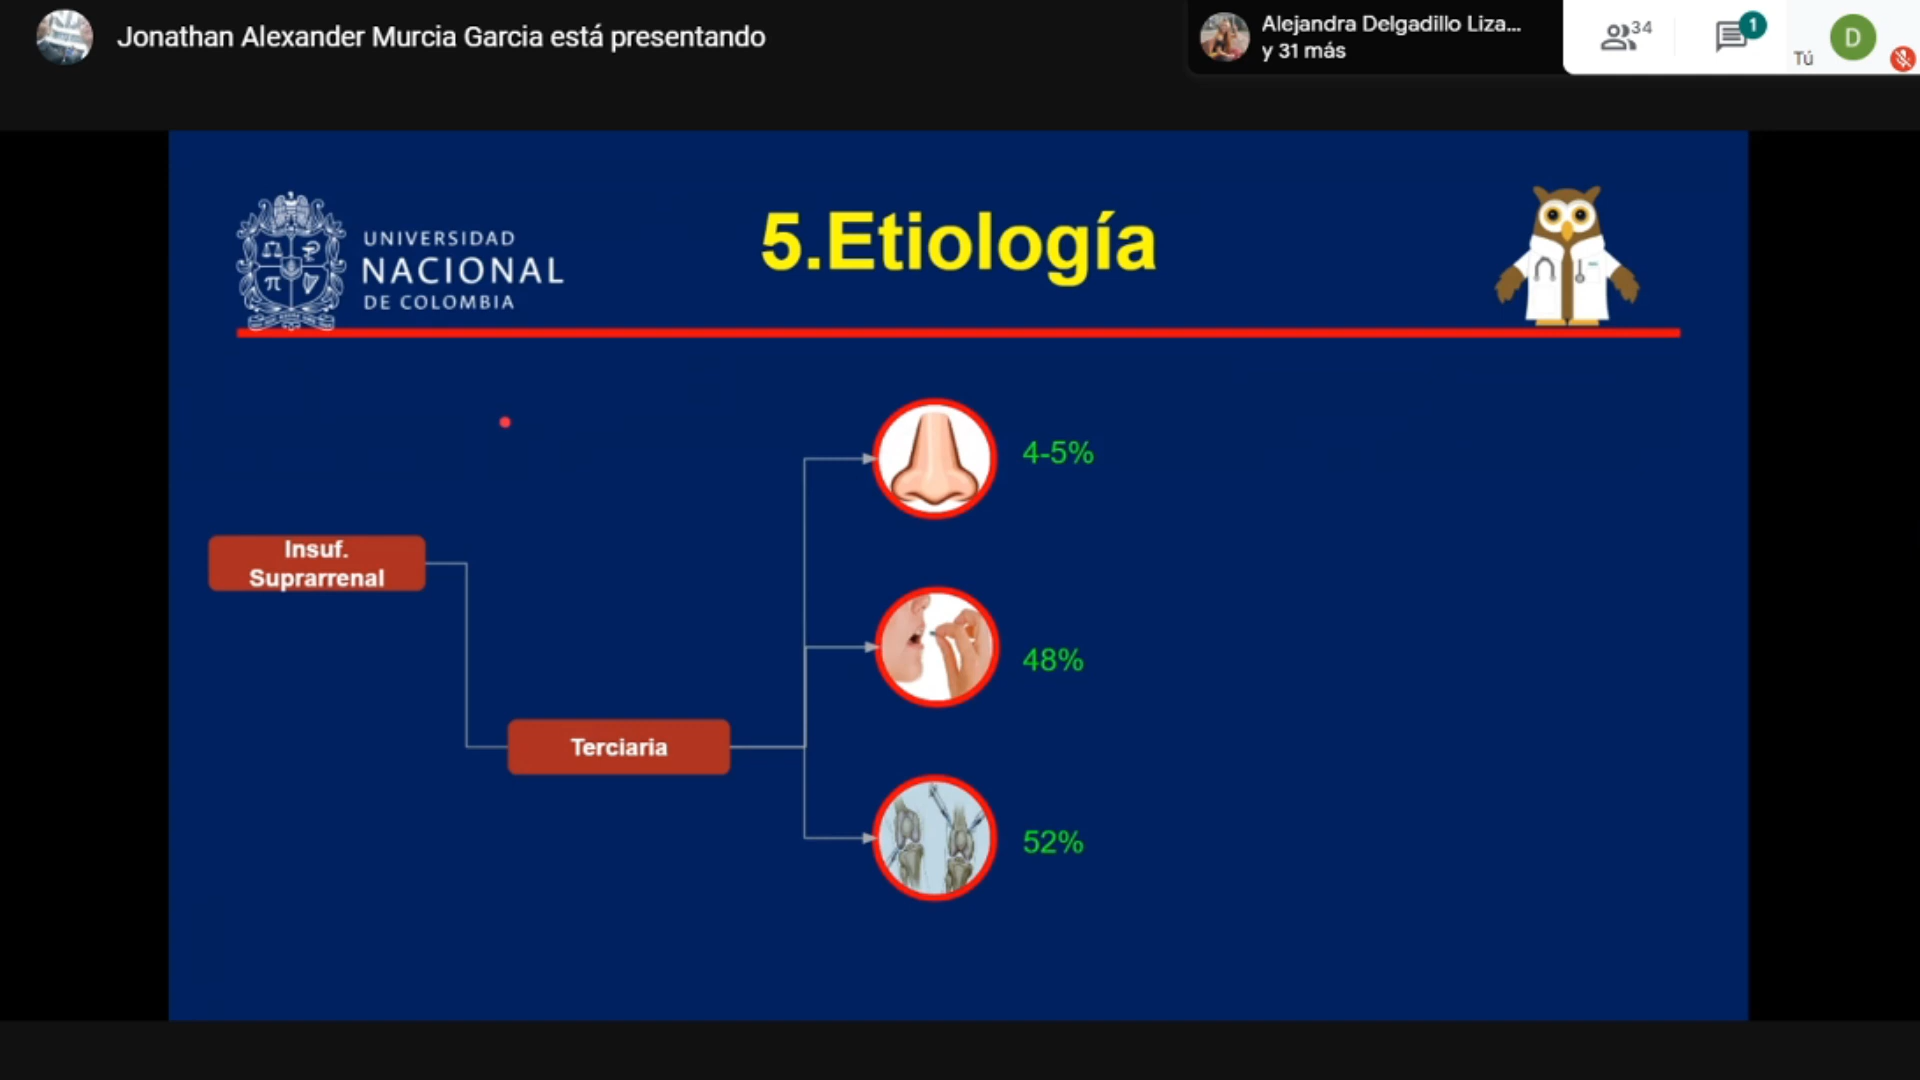 Jonathan Alexander Murcia Garcia está presentando
Alejandra Delgadillo Liza...
y 31 más
34
1
Tú
D
UNIVERSIDAD
NACIONAL
DE COLOMBIA
π
5.Etiología
4-5%
Insuf.
Suprarrenal
48%
Terciaria
52%